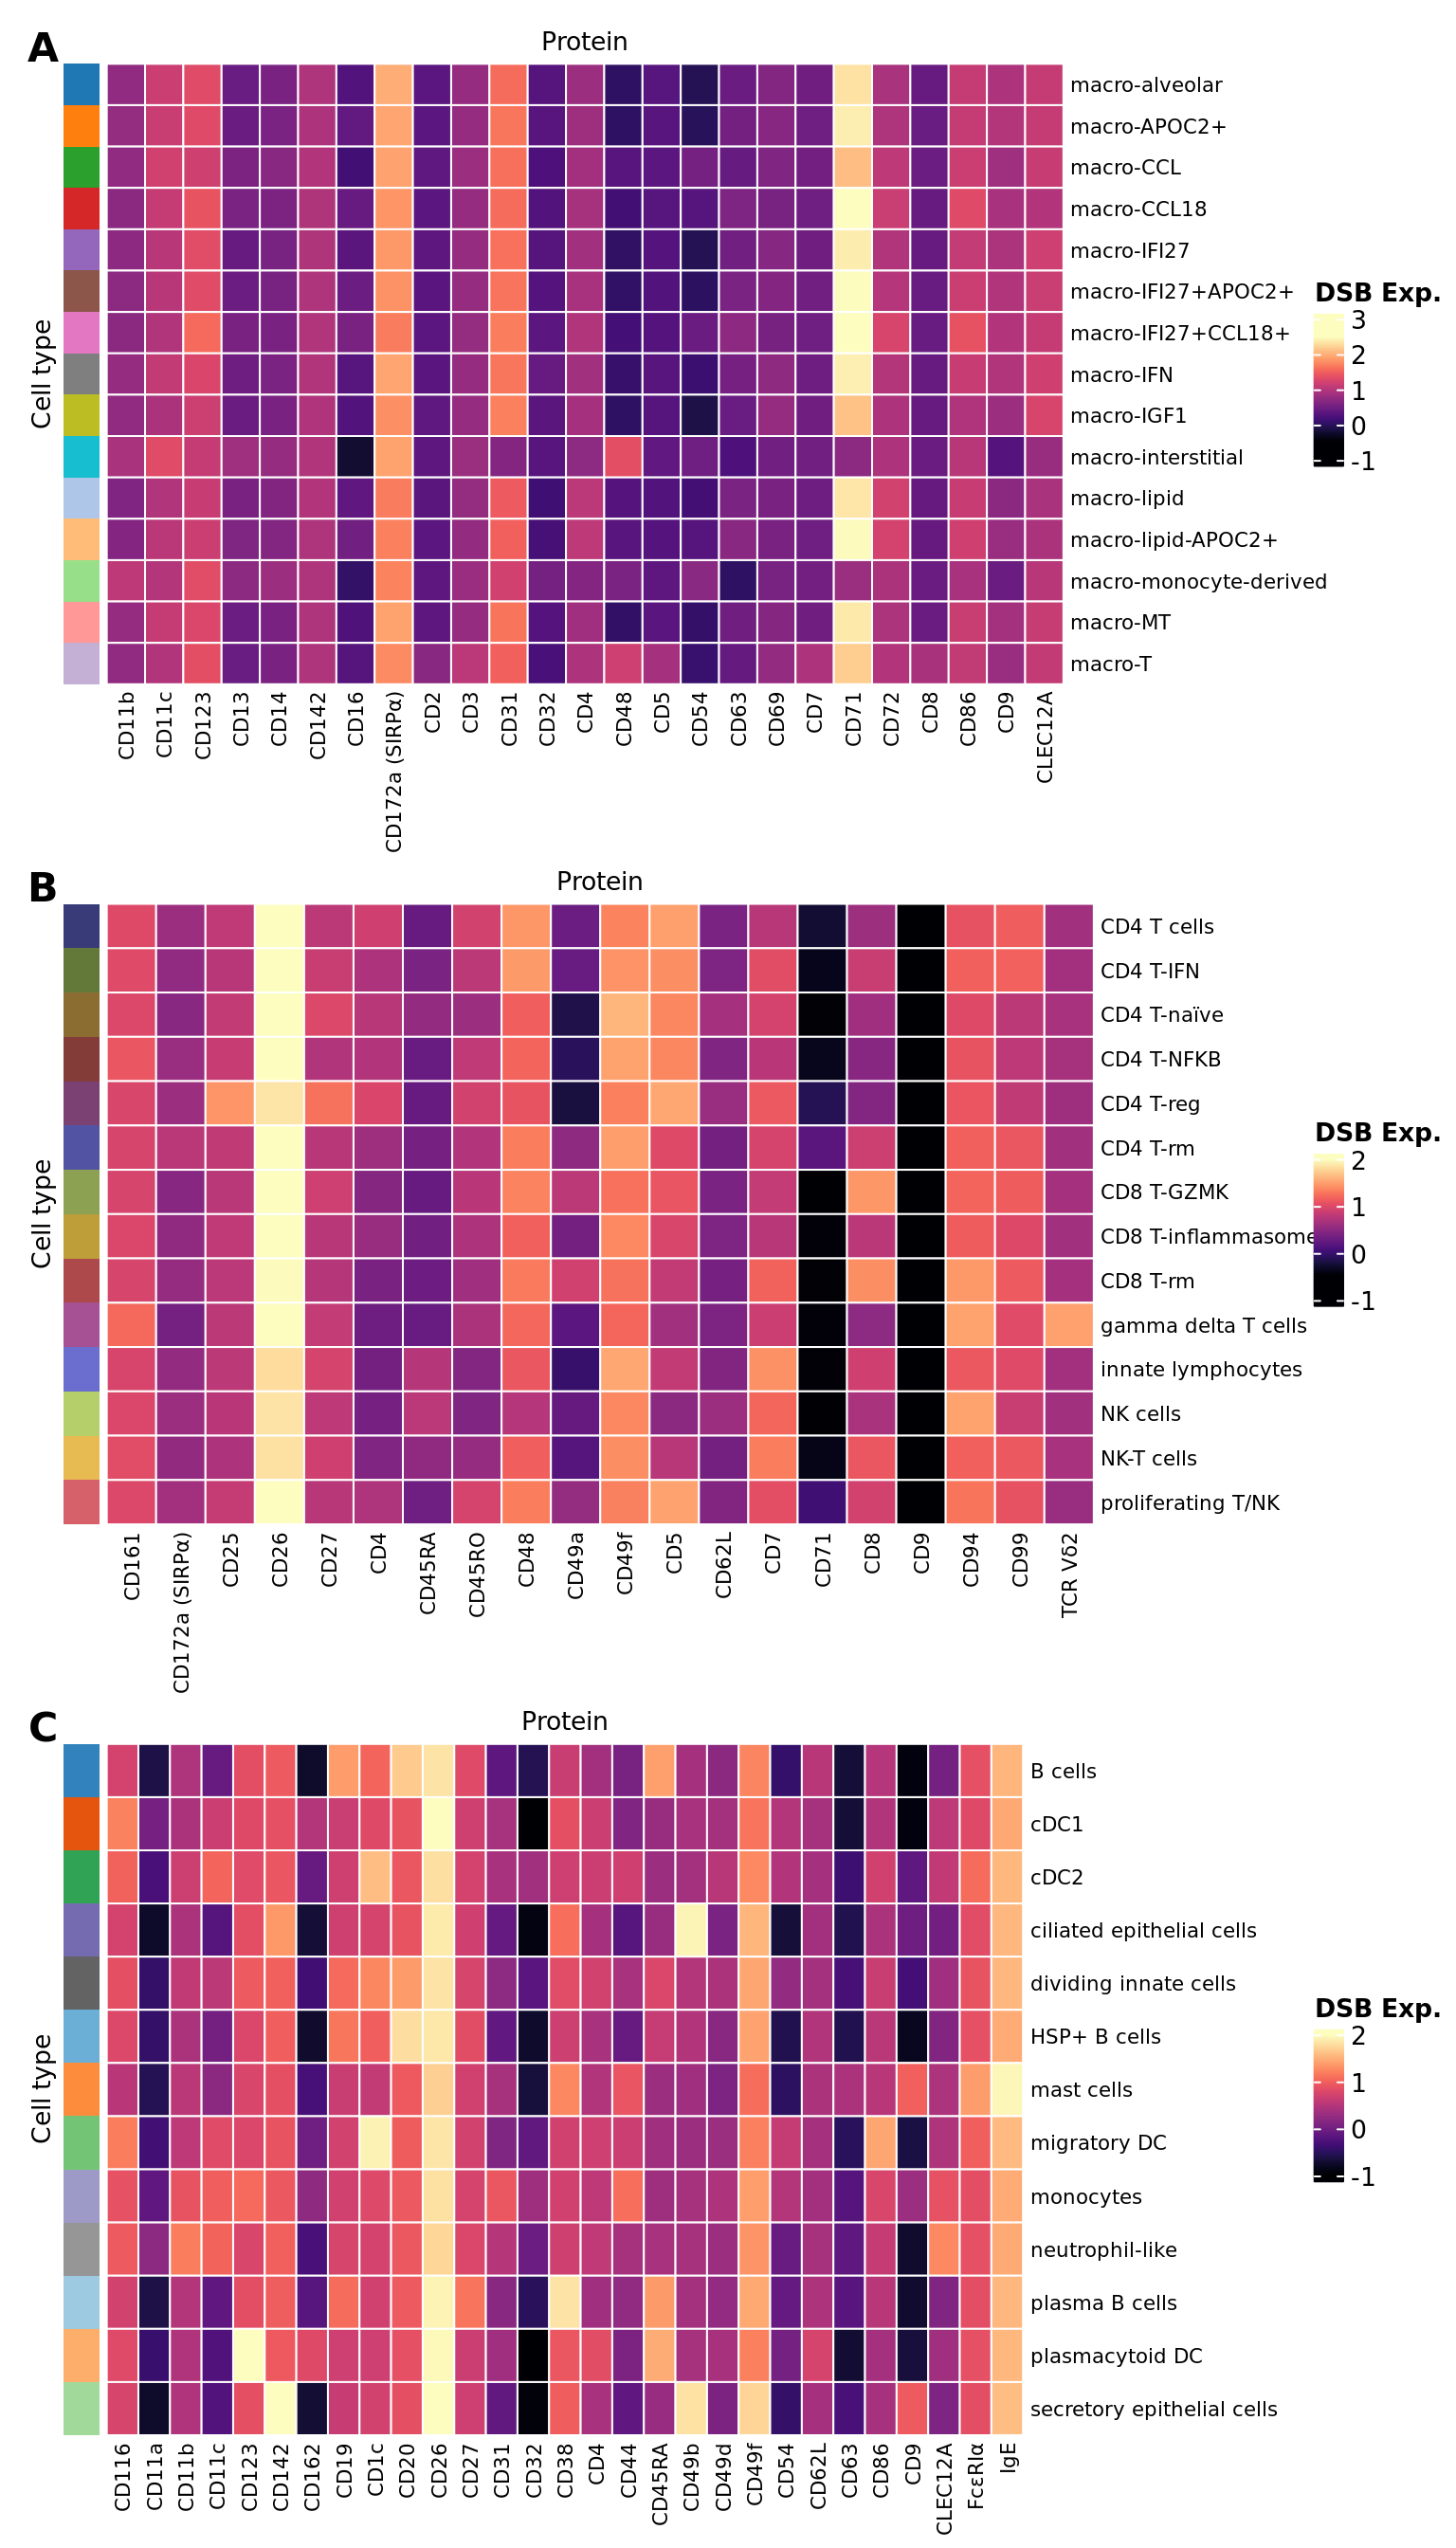 A
Protein
Cell type
macro-alveolar
macro-APOC2+
macro-CCL
macro-CCL18
macro-IFI27
macro-IFI27+APOC2+
macro-IFI27+CCL18+
macro-IFN
macro-IGF1
macro-interstitial
macro-lipid
macro-lipid-APOC2+
macro-monocyte-derived
macro-MT
macro-T
DSB Exp.
3
2
1
0
-1
CD11b
CD11c
CD123
CD13
CD14
CD142
CD16
CD172a (SIRPα)
CD2
CD3
CD31
CD32
CD4
CD48
CD5
CD54
CD63
CD69
CD7
CD71
CD72
CD8
CD86
CD9
CLEC12A
B
Protein
Cell type
CD4 T cells
CD4 T-IFN
CD4 T-naïve
CD4 T-NFKB
CD4 T-reg
CD4 T-rm
CD8 T-GZMK
CD8 T-inflammasome
CD8 T-rm
gamma delta T cells
innate lymphocytes
NK cells
NK-T cells
proliferating T/NK
DSB Exp.
2
1
0
-1
CD161
CD172a (SIRPα)
CD25
CD26
CD27
CD4
CD45RA
CD45RO
CD48
CD49a
CD49f
CD5
CD62L
CD7
CD71
CD8
CD9
CD94
CD99
TCR Vδ2
C
Protein
Cell type
B cells
cDC1
cDC2
ciliated epithelial cells
dividing innate cells
HSP+ B cells
mast cells
migratory DC
monocytes
neutrophil-like
plasma B cells
plasmacytoid DC
secretory epithelial cells
DSB Exp.
2
1
0
-1
CD116
CD11a
CD11b
CD11c
CD123
CD142
CD162
CD19
CD1c
CD20
CD26
CD27
CD31
CD32
CD38
CD4
CD44
CD45RA
CD49b
CD49d
CD49f
CD54
CD62L
CD63
CD86
CD9
CLEC12A
FcεRIα
IgE